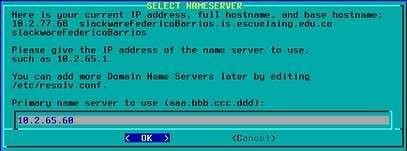 SELECT NAMESERVER
Here is your current IP address, full hostname, and base hostname:
10.2.77.68 slackwareFedericoBarrios.is.escuelaing.edu.co
slackwareFedericoBarrios
Please give the IP address of the name server to use,
such as 10.2.65.1.
You can add more Domain Name Servers later by editing
/etc/resolv.conf.
Primary name server to use (aaa.bbb.ccc.ddd):
10.2.65.60
< OK > <Cancel>